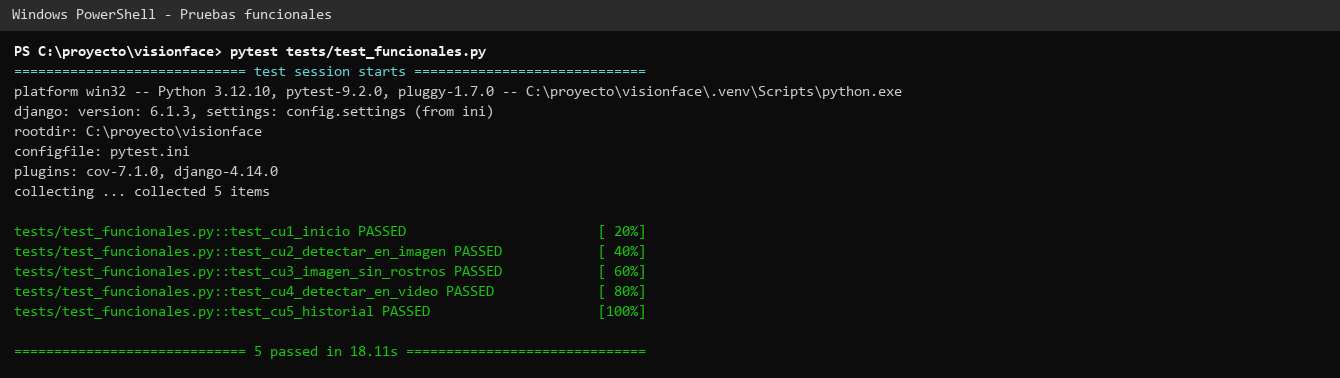 Windows PowerShell - Pruebas funcionales
PS C:\proyecto\visionface> pytest tests/test_funcionales.py
============================= test session starts =============================
platform win32 -- Python 3.12.10, pytest-9.2.0, pluggy-1.7.0 -- C:\proyecto\visionface\.venv\Scripts\python.exe
django: version: 6.1.3, settings: config.settings (from ini)
rootdir: C:\proyecto\visionface
configfile: pytest.ini
plugins: cov-7.1.0, django-4.14.0
collecting ... collected 5 items
tests/test_funcionales.py::test_cu1_inicio PASSED                        [ 20%]
tests/test_funcionales.py::test_cu2_detectar_en_imagen PASSED            [ 40%]
tests/test_funcionales.py::test_cu3_imagen_sin_rostros PASSED            [ 60%]
tests/test_funcionales.py::test_cu4_detectar_en_video PASSED             [ 80%]
tests/test_funcionales.py::test_cu5_historial PASSED                     [100%]
============================= 5 passed in 18.11s ==============================